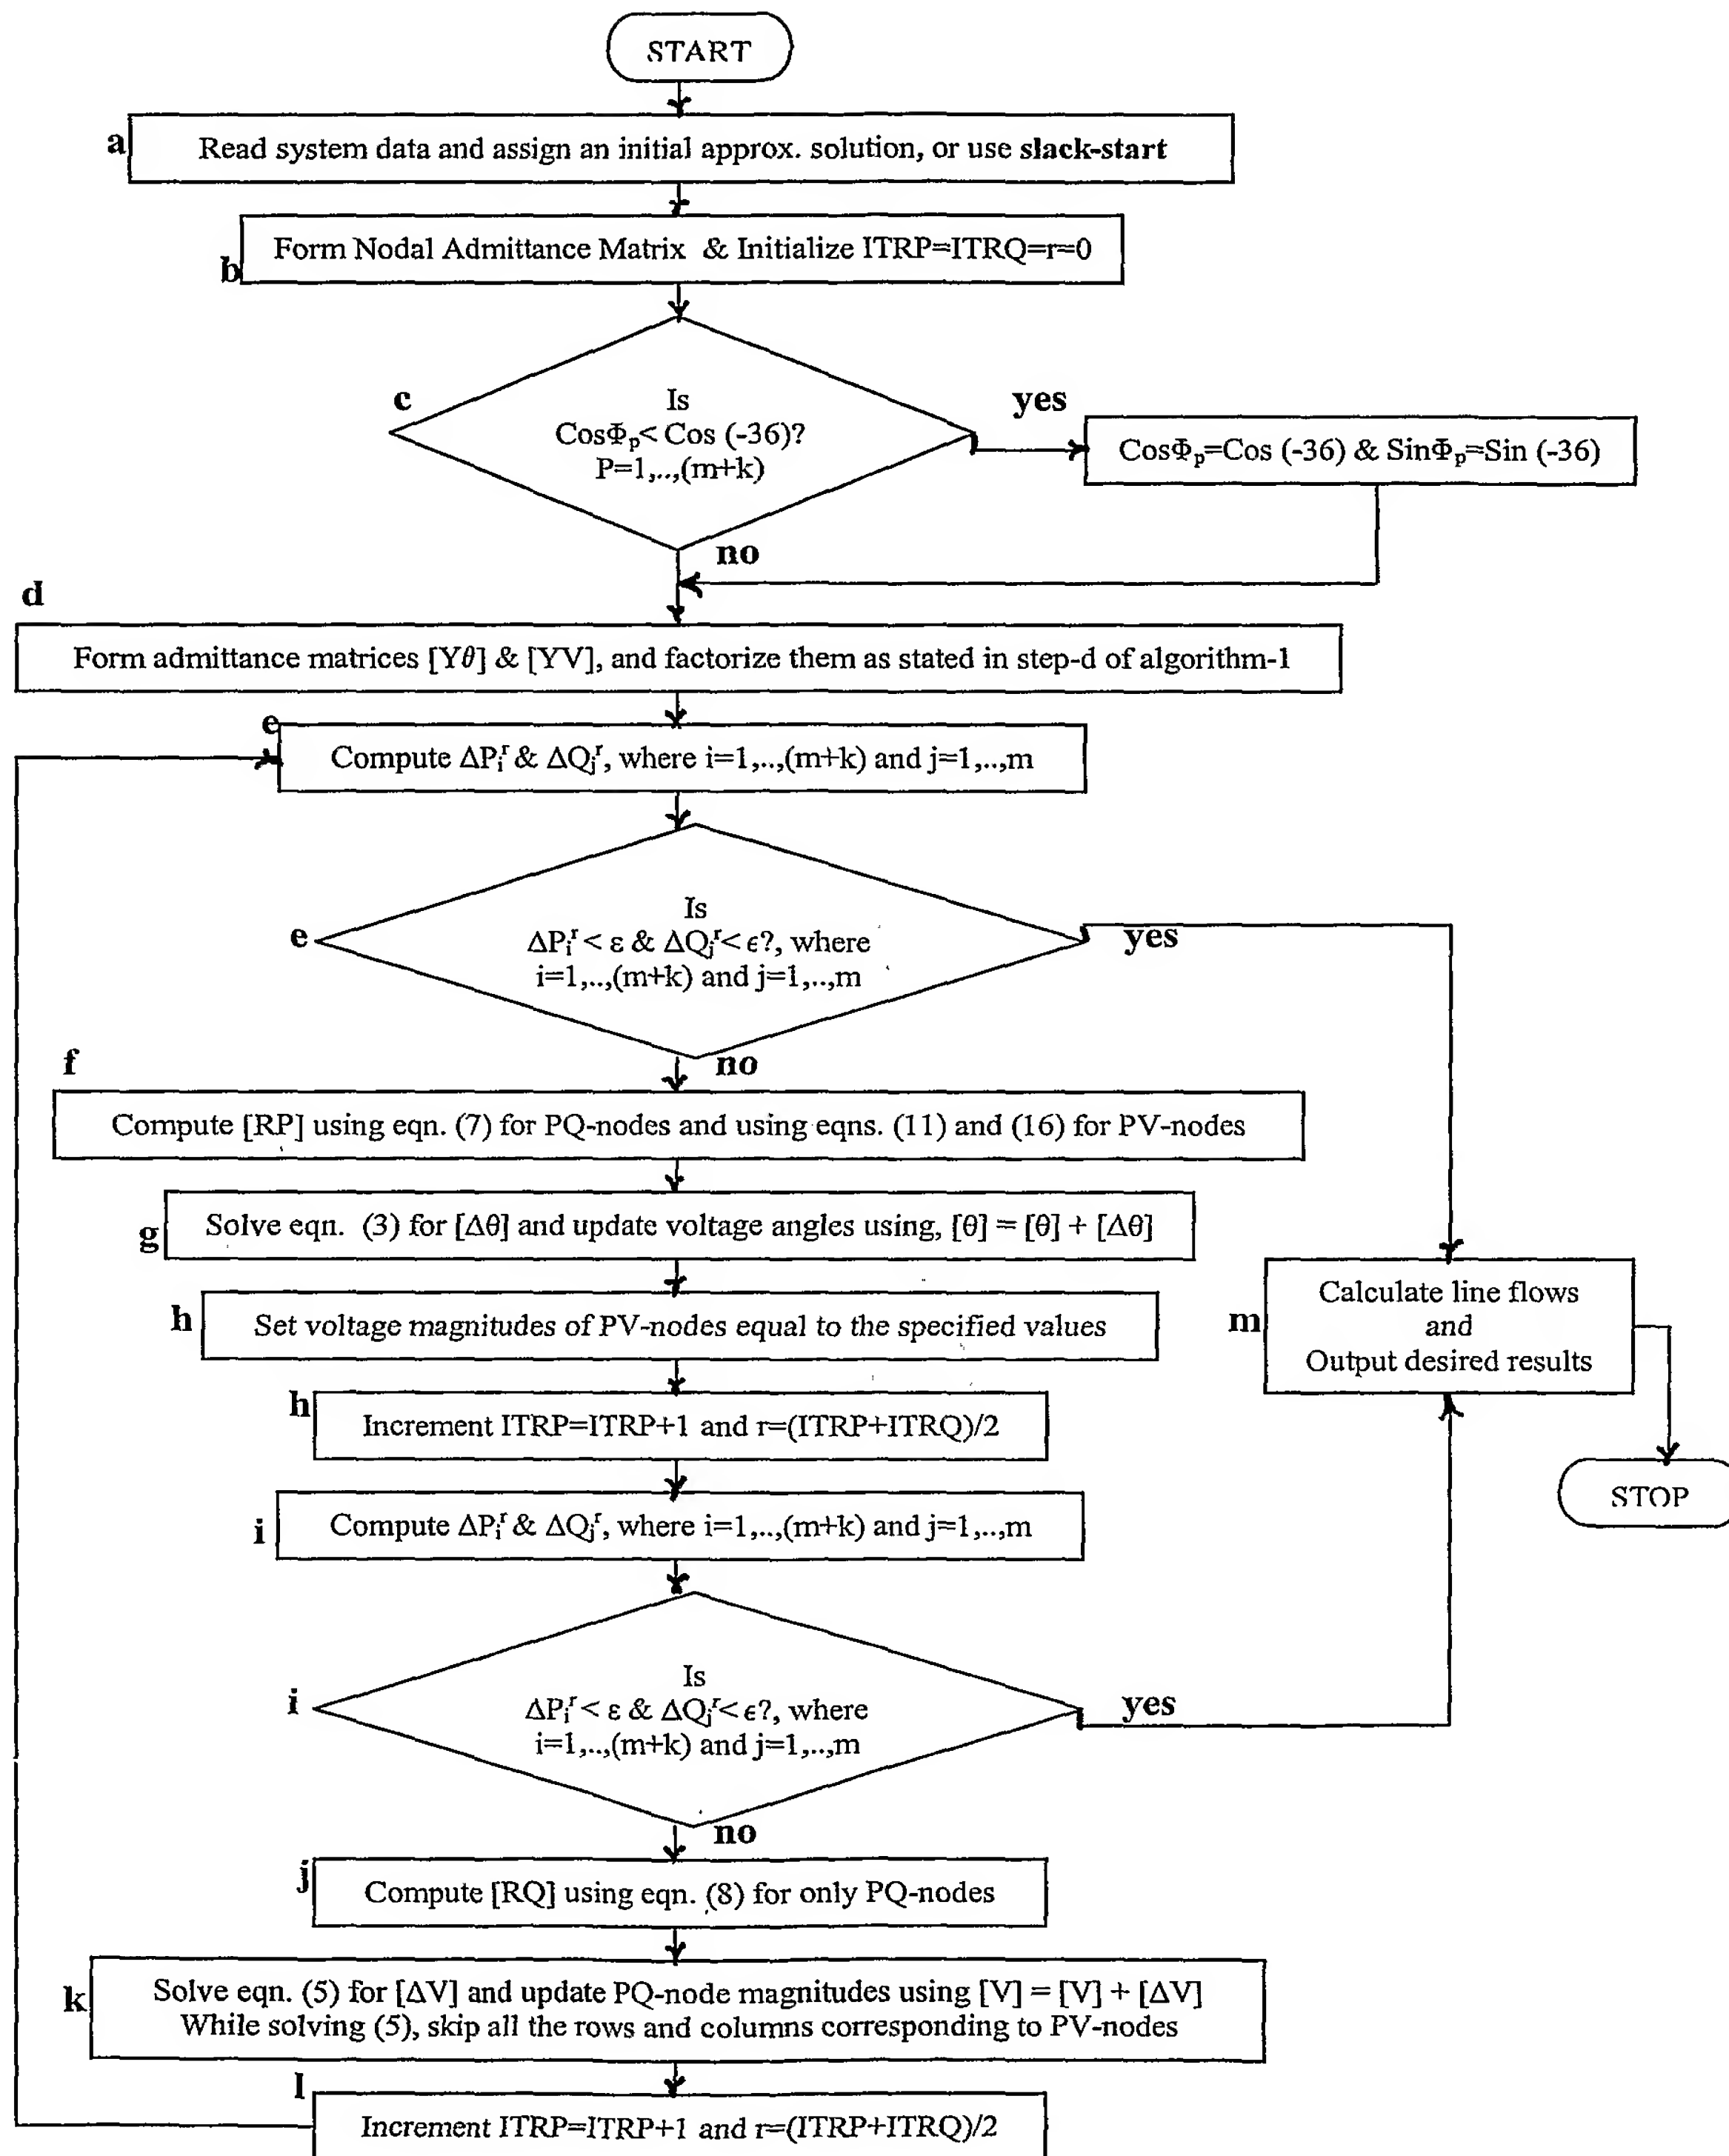 START
a
Read system data and assign an initial approx. solution, or use slack-start
b
Form Nodal Admittance Matrix & Initialize ITRP=ITRQ=r=0
c
Is
CosΦp< Cos (-36)?
P=1,..,(m+k)
yes
CosΦp=Cos (-36) & SinΦp=Sin (-36)
no
d
Form admittance matrices [Yθ] & [YV], and factorize them as stated in step-d of algorithm-1
e
Compute ΔPiʳ & ΔQjʳ, where i=1,..,(m+k) and j=1,..,m
e
Is
ΔPiʳ < ε & ΔQjʳ < ϵ?, where
i=1,..,(m+k) and j=1,..,m
yes
no
f
Compute [RP] using eqn. (7) for PQ-nodes and using eqns. (11) and (16) for PV-nodes
g
Solve eqn. (3) for [Δθ] and update voltage angles using, [θ] = [θ] + [Δθ]
h
Set voltage magnitudes of PV-nodes equal to the specified values
m
Calculate line flows
and
Output desired results
h
Increment ITRP=ITRP+1 and r=(ITRP+ITRQ)/2
STOP
i
Compute ΔPiʳ & ΔQjʳ, where i=1,..,(m+k) and j=1,..,m
i
Is
ΔPiʳ < ε & ΔQjʳ < ϵ?, where
i=1,..,(m+k) and j=1,..,m
yes
no
j
Compute [RQ] using eqn. (8) for only PQ-nodes
k
Solve eqn. (5) for [ΔV] and update PQ-node magnitudes using [V] = [V] + [ΔV]
While solving (5), skip all the rows and columns corresponding to PV-nodes
l
Increment ITRP=ITRP+1 and r=(ITRP+ITRQ)/2